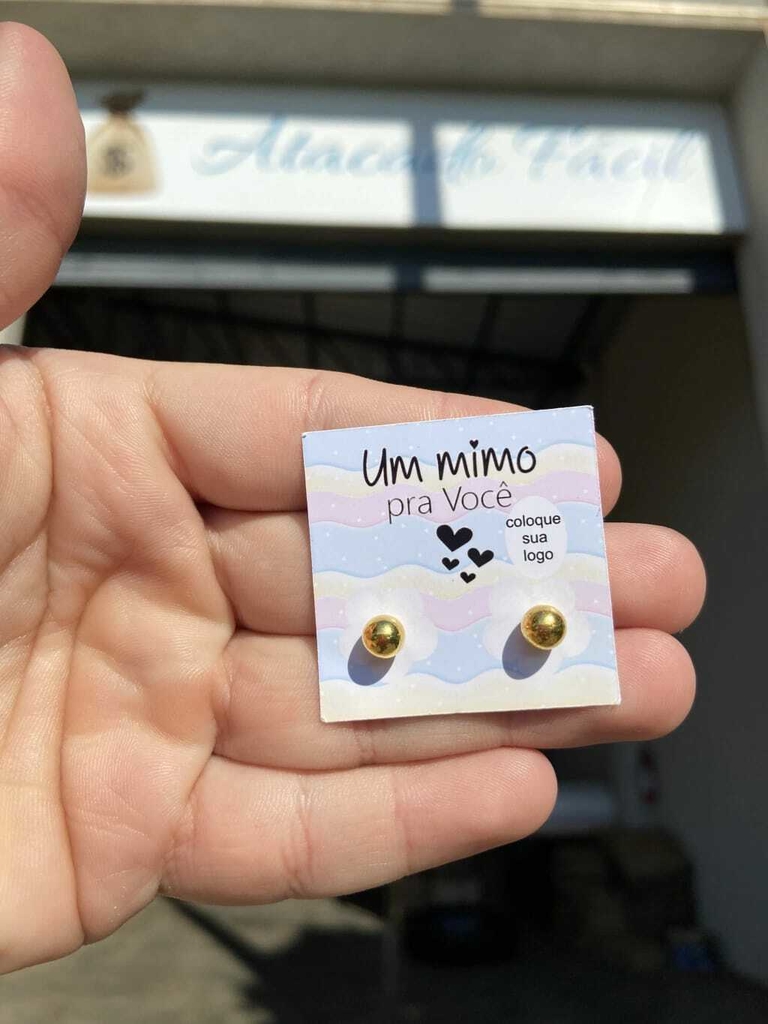 Atacado Fácil
$
Um mimo
pra Você
coloque
sua
logo